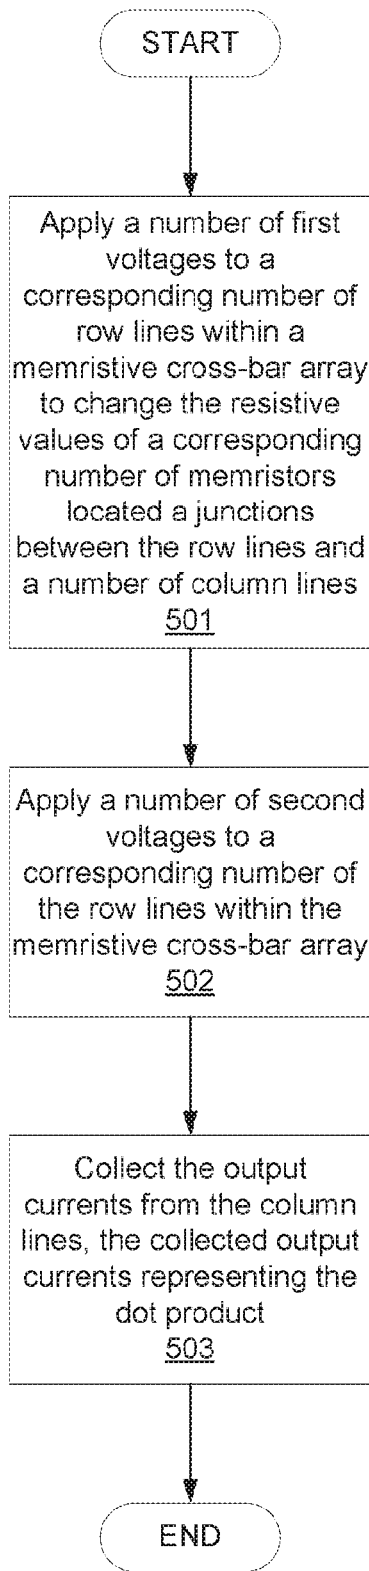 START
Apply a number of first
voltages to a
corresponding number of
row lines within a
memristive cross-bar array
to change the resistive
values of a corresponding
number of memristors
located a junctions
between the row lines and
a number of column lines
501
Apply a number of second
voltages to a
corresponding number of
the row lines within the
memristive cross-bar array
502
Collect the output
currents from the column
lines, the collected output
currents representing the
dot product
503
END